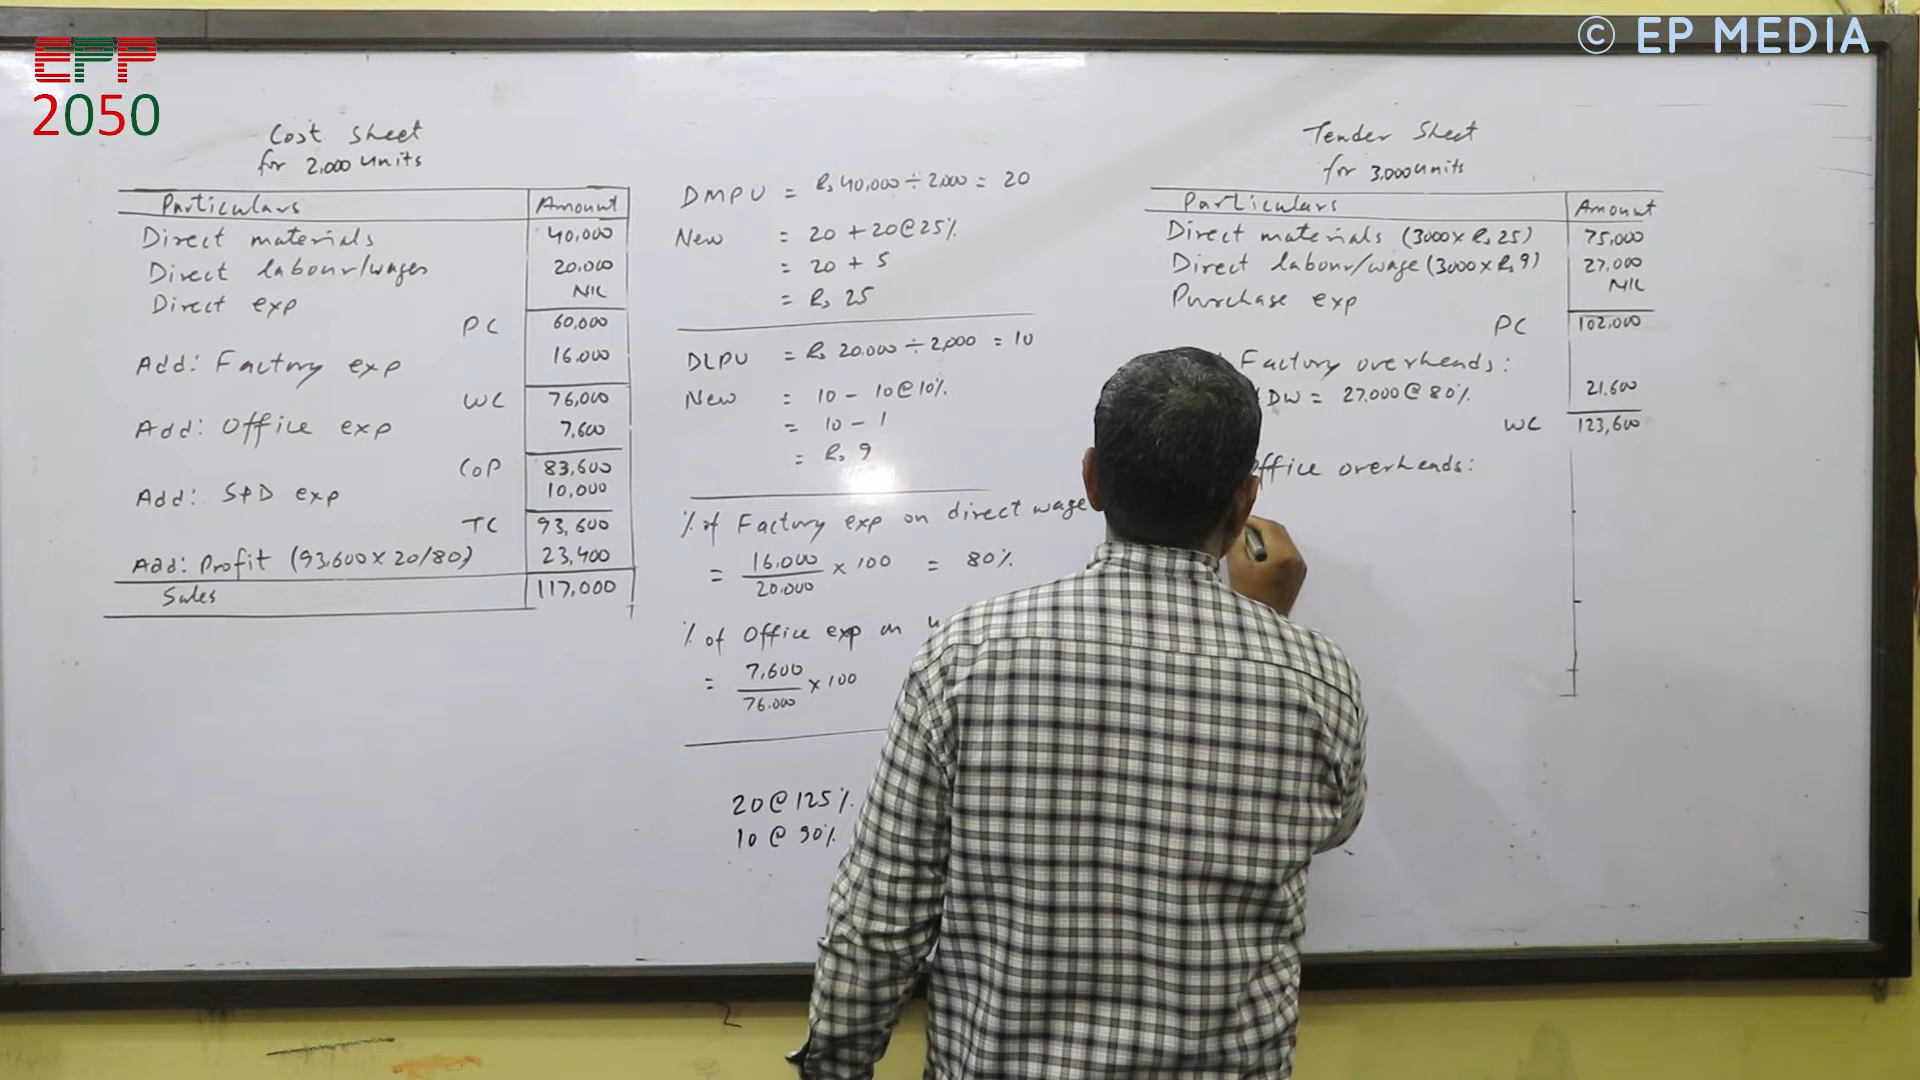 EPP
2050
© EP MEDIA
Cost Sheet
for 2,000 units
Particulars Amount
Direct materials 40,000
Direct labour/wages 20,000
Direct exp NIL
PC 60,000
Add: Factory exp 16,000
WC 76,000
Add: Office exp 7,600
COP 83,600
Add: S&D exp 10,000
TC 93,600
Add: Profit (93,600 x 20/80) 23,400
Sales 117,000
DMPU = Rs 40,000 ÷ 2,000 = 20
New = 20 + 20 @ 25%
= 20 + 5
= Rs 25
DLPU = Rs 20,000 ÷ 2,000 = 10
New = 10 - 10 @ 10%
= 10 - 1
= Rs 9
% of Factory exp on direct wage
= 16,000 / 20,000 x 100 = 80%
% of Office exp on
= 7,600 / 76,000 x 100
20 @ 125%
10 @ 90%
Tender Sheet
for 3,000 units
Particulars Amount
Direct materials (3000 x Rs 25) 75,000
Direct labour/wage (3000 x Rs 9) 27,000
Purchase exp NIL
PC 102,000
Factory overheads:
DW = 27,000 @ 80% 21,600
WC 123,600
ffice overheads: